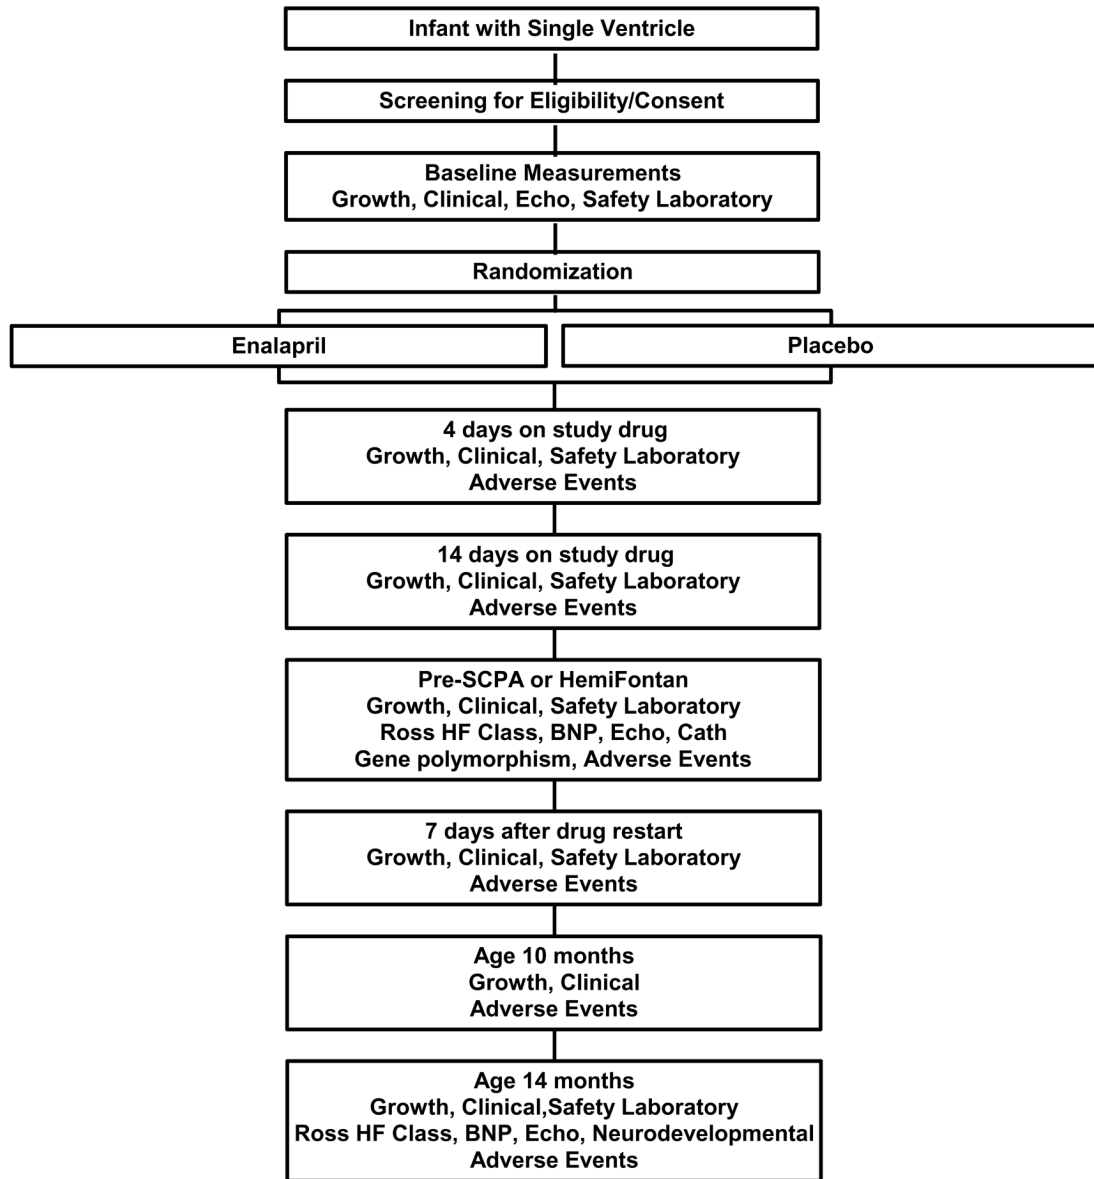 Infant with Single Ventricle
Screening for Eligibility/Consent
Baseline Measurements
Growth, Clinical, Echo, Safety Laboratory
Randomization
Enalapril
Placebo
4 days on study drug
Growth, Clinical, Safety Laboratory
Adverse Events
14 days on study drug
Growth, Clinical, Safety Laboratory
Adverse Events
Pre-SCPA or HemiFontan
Growth, Clinical, Safety Laboratory
Ross HF Class, BNP, Echo, Cath
Gene polymorphism, Adverse Events
7 days after drug restart
Growth, Clinical, Safety Laboratory
Adverse Events
Age 10 months
Growth, Clinical
Adverse Events
Age 14 months
Growth, Clinical,Safety Laboratory
Ross HF Class, BNP, Echo, Neurodevelopmental
Adverse Events